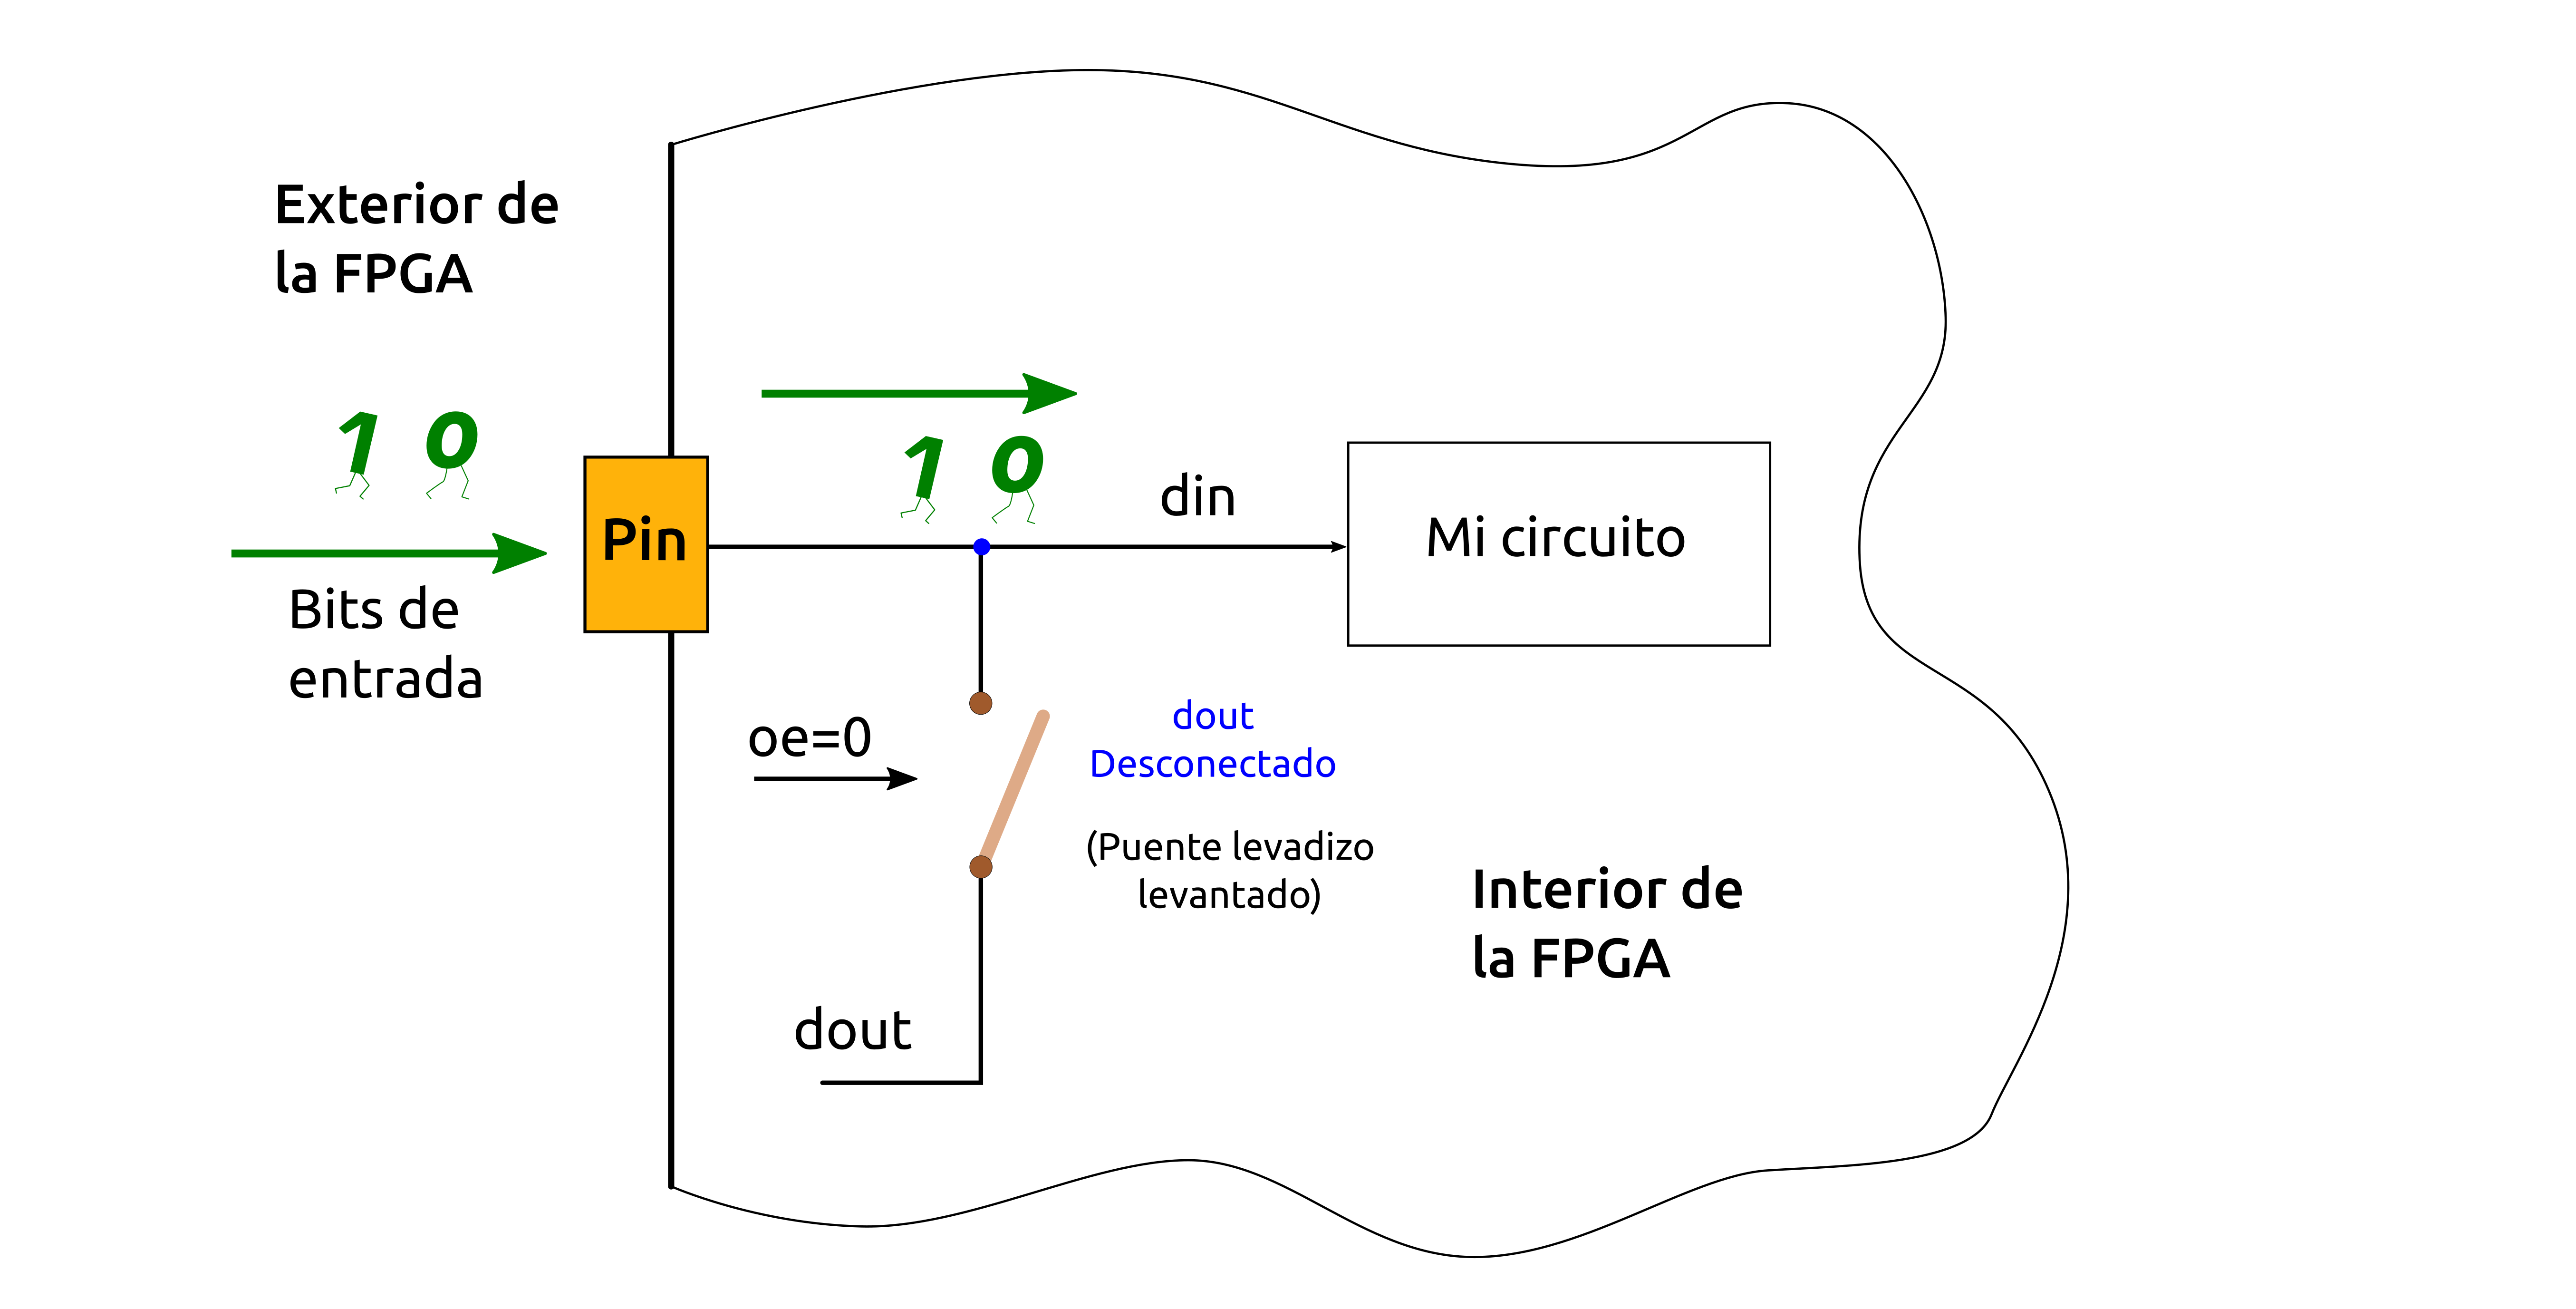 Exterior de
la FPGA
1 0
Bits de
entrada
Pin
1 0
din
Mi circuito
oe=0
dout
Desconectado
(Puente levadizo
levantado)
Interior de
la FPGA
dout